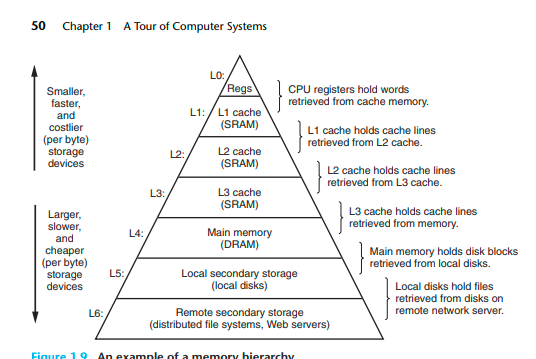 50 Chapter 1 A Tour of Computer Systems
Smaller,
faster,
and
costlier
(per byte)
storage
devices
Larger,
slower,
and
cheaper
(per byte)
storage
devices
L0:
Regs
CPU registers hold words
retrieved from cache memory.
L1:
L1 cache
(SRAM)
L1 cache holds cache lines
retrieved from L2 cache.
L2:
L2 cache
(SRAM)
L2 cache holds cache lines
retrieved from L3 cache.
L3:
L3 cache
(SRAM)
L3 cache holds cache lines
retrieved from memory.
L4:
Main memory
(DRAM)
Main memory holds disk blocks
retrieved from local disks.
L5:
Local secondary storage
(local disks)
Local disks hold files
retrieved from disks on
remote network server.
L6:
Remote secondary storage
(distributed file systems, Web servers)
Figure 1.9 An example of a memory hierarchy.